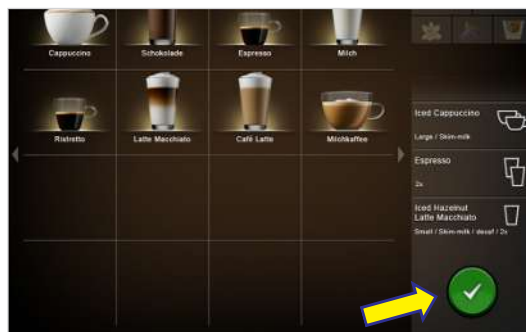 Cappuccino
Schokolade
Espresso
Milch
Ristretto
Latte Macchiato
Café Latte
Milchkaffee
Iced Cappuccino
Large / Skim-milk
Espresso
2x
Iced Hazelnut
Latte Macchiato
Small / Skim-milk / decaf / 2x